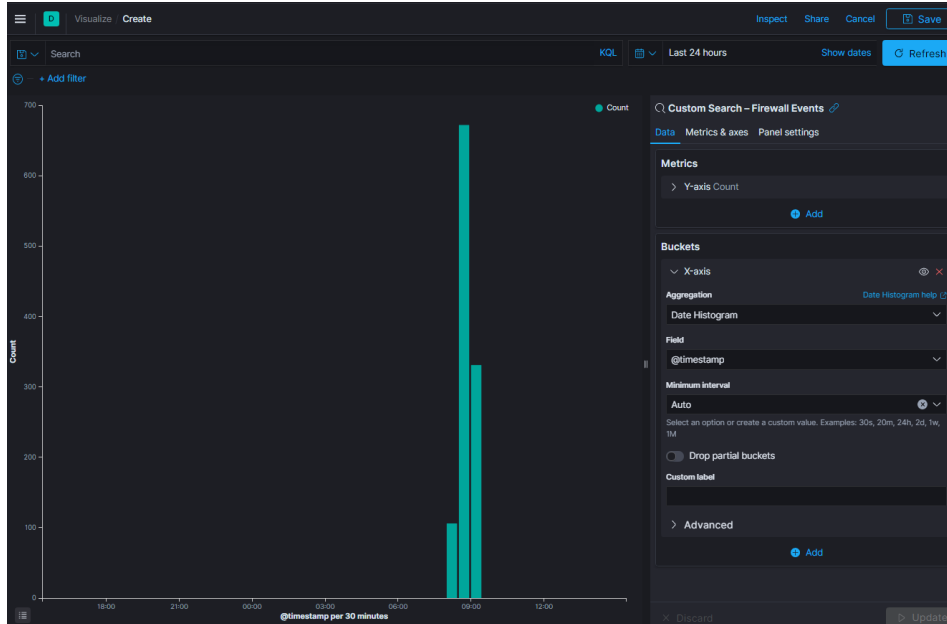 D Visualize Create Inspect Share Cancel Save
Search KQL Last 24 hours Show dates Refresh
+ Add filter
Count
700
600
500
400
300
200
100
0
Count
18:00 21:00 00:00 03:00 06:00 09:00 12:00
@timestamp per 30 minutes
Custom Search – Firewall Events
Data Metrics & axes Panel settings
Metrics
Y-axis Count
Add
Buckets
X-axis
Aggregation Date Histogram help
Date Histogram
Field
@timestamp
Minimum interval
Auto
Select an option or create a custom value. Examples: 30s, 20m, 24h, 2d, 1w,
1M
Drop partial buckets
Custom label
Advanced
Add
Discard Update